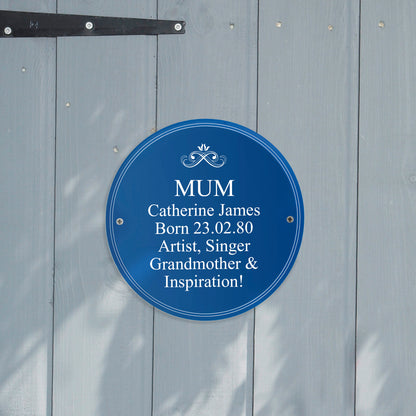 MUM
Catherine James
Born 23.02.80
Artist, Singer
Grandmother &
Inspiration!